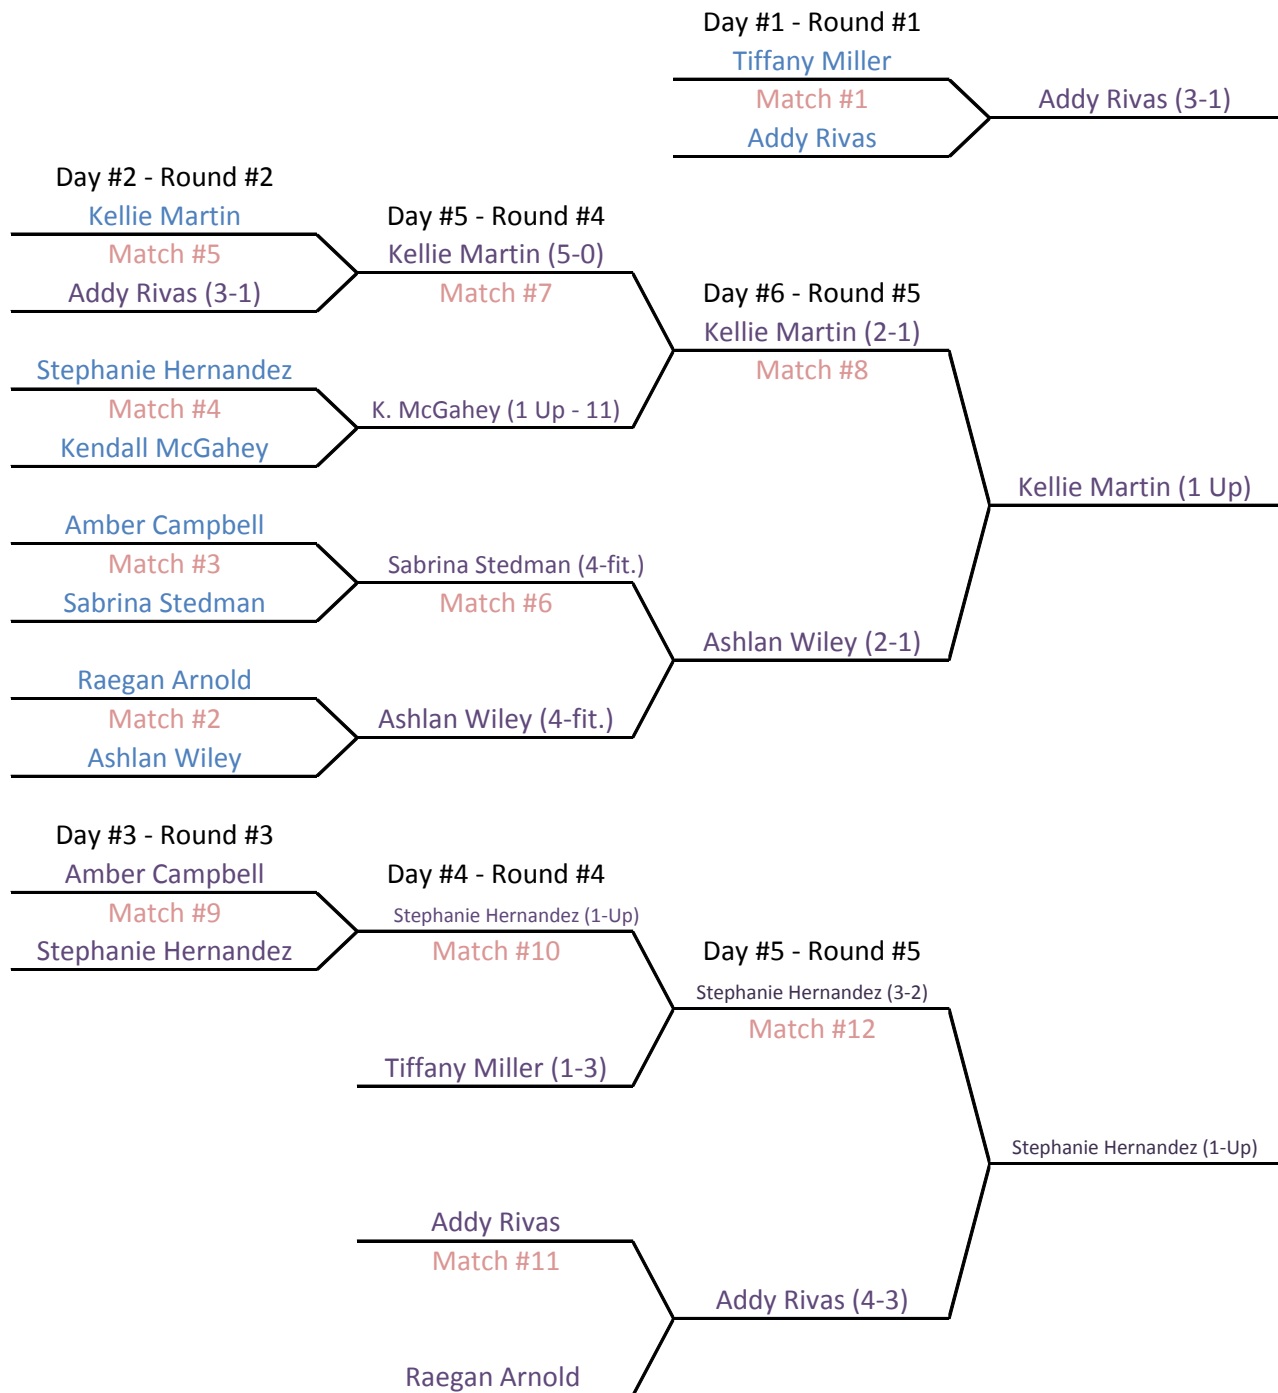 Day #1 - Round #1
Tiffany Miller
Match #1
Addy Rivas (3-1)
Addy Rivas
Day #2 - Round #2
Kellie Martin
Match #5
Addy Rivas (3-1)
Day #5 - Round #4
Kellie Martin (5-0)
Match #7
Day #6 - Round #5
Kellie Martin (2-1)
Match #8
Stephanie Hernandez
Match #4
Kendall McGahey
K. McGahey (1 Up - 11)
Kellie Martin (1 Up)
Amber Campbell
Match #3
Sabrina Stedman
Sabrina Stedman (4-fit.)
Match #6
Ashlan Wiley (2-1)
Raegan Arnold
Match #2
Ashlan Wiley
Ashlan Wiley (4-fit.)
Day #3 - Round #3
Amber Campbell
Match #9
Stephanie Hernandez
Day #4 - Round #4
Stephanie Hernandez (1-Up)
Match #10
Day #5 - Round #5
Stephanie Hernandez (3-2)
Match #12
Tiffany Miller (1-3)
Stephanie Hernandez (1-Up)
Addy Rivas
Match #11
Addy Rivas (4-3)
Raegan Arnold